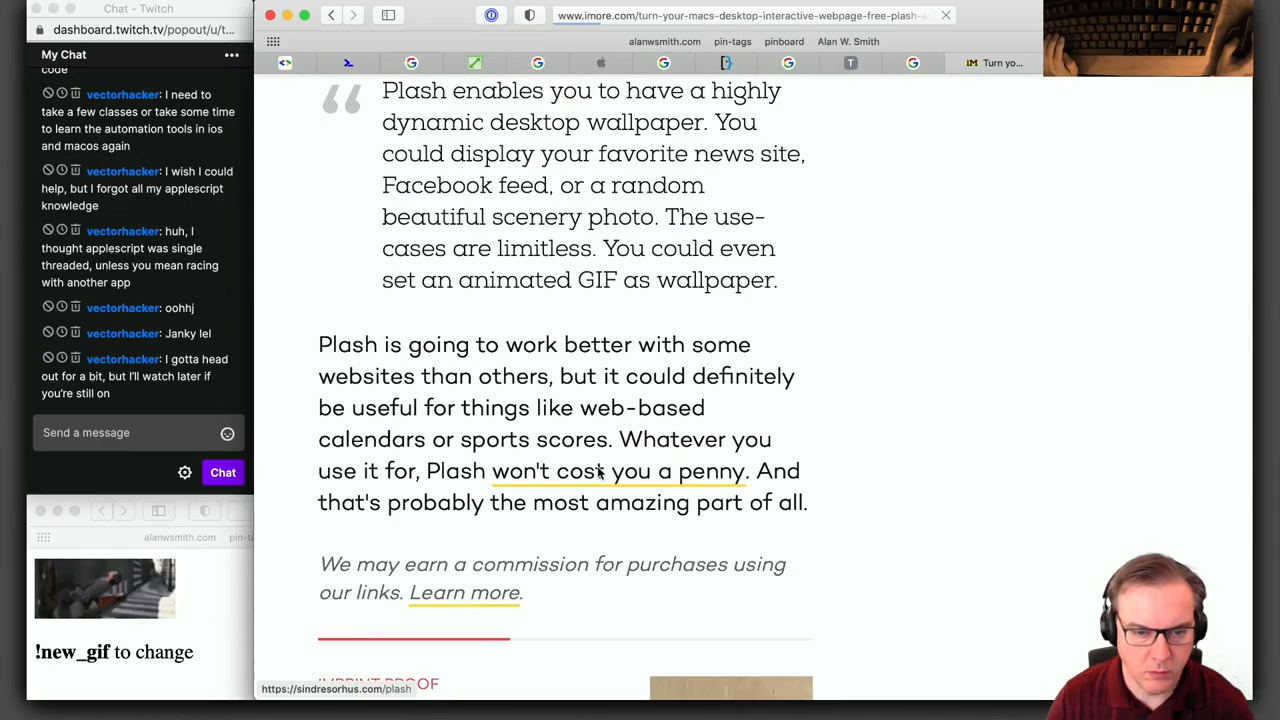 Chat - Twitch
dashboard.twitch.tv/popout/u/t...
My Chat
code
vectorhacker: I need to
take a few classes or take some time
to learn the automation tools in ios
and macos again
vectorhacker: I wish I could
help, but I forgot all my applescript
knowledge
vectorhacker: huh, I
thought applescript was single
threaded, unless you mean racing
with another app
vectorhacker: oohhj
vectorhacker: Janky lel
vectorhacker: I gotta head
out for a bit, but I'll watch later if
you're still on
Send a message
Chat
alanwsmith.com
pin-t
!new_gif to change
www.imore.com/turn-your-macs-desktop-interactive-webpage-free-plash-a
alanwsmith.com
pin-tags
pinboard
Alan W. Smith
T
iM Turn yo...
“ Plash enables you to have a highly
dynamic desktop wallpaper. You
could display your favorite news site,
Facebook feed, or a random
beautiful scenery photo. The use-
cases are limitless. You could even
set an animated GIF as wallpaper.
Plash is going to work better with some
websites than others, but it could definitely
be useful for things like web-based
calendars or sports scores. Whatever you
use it for, Plash won't cost you a penny. And
that's probably the most amazing part of all.
We may earn a commission for purchases using
our links. Learn more.
IMPRINT PROOF
https://sindresorhus.com/plash